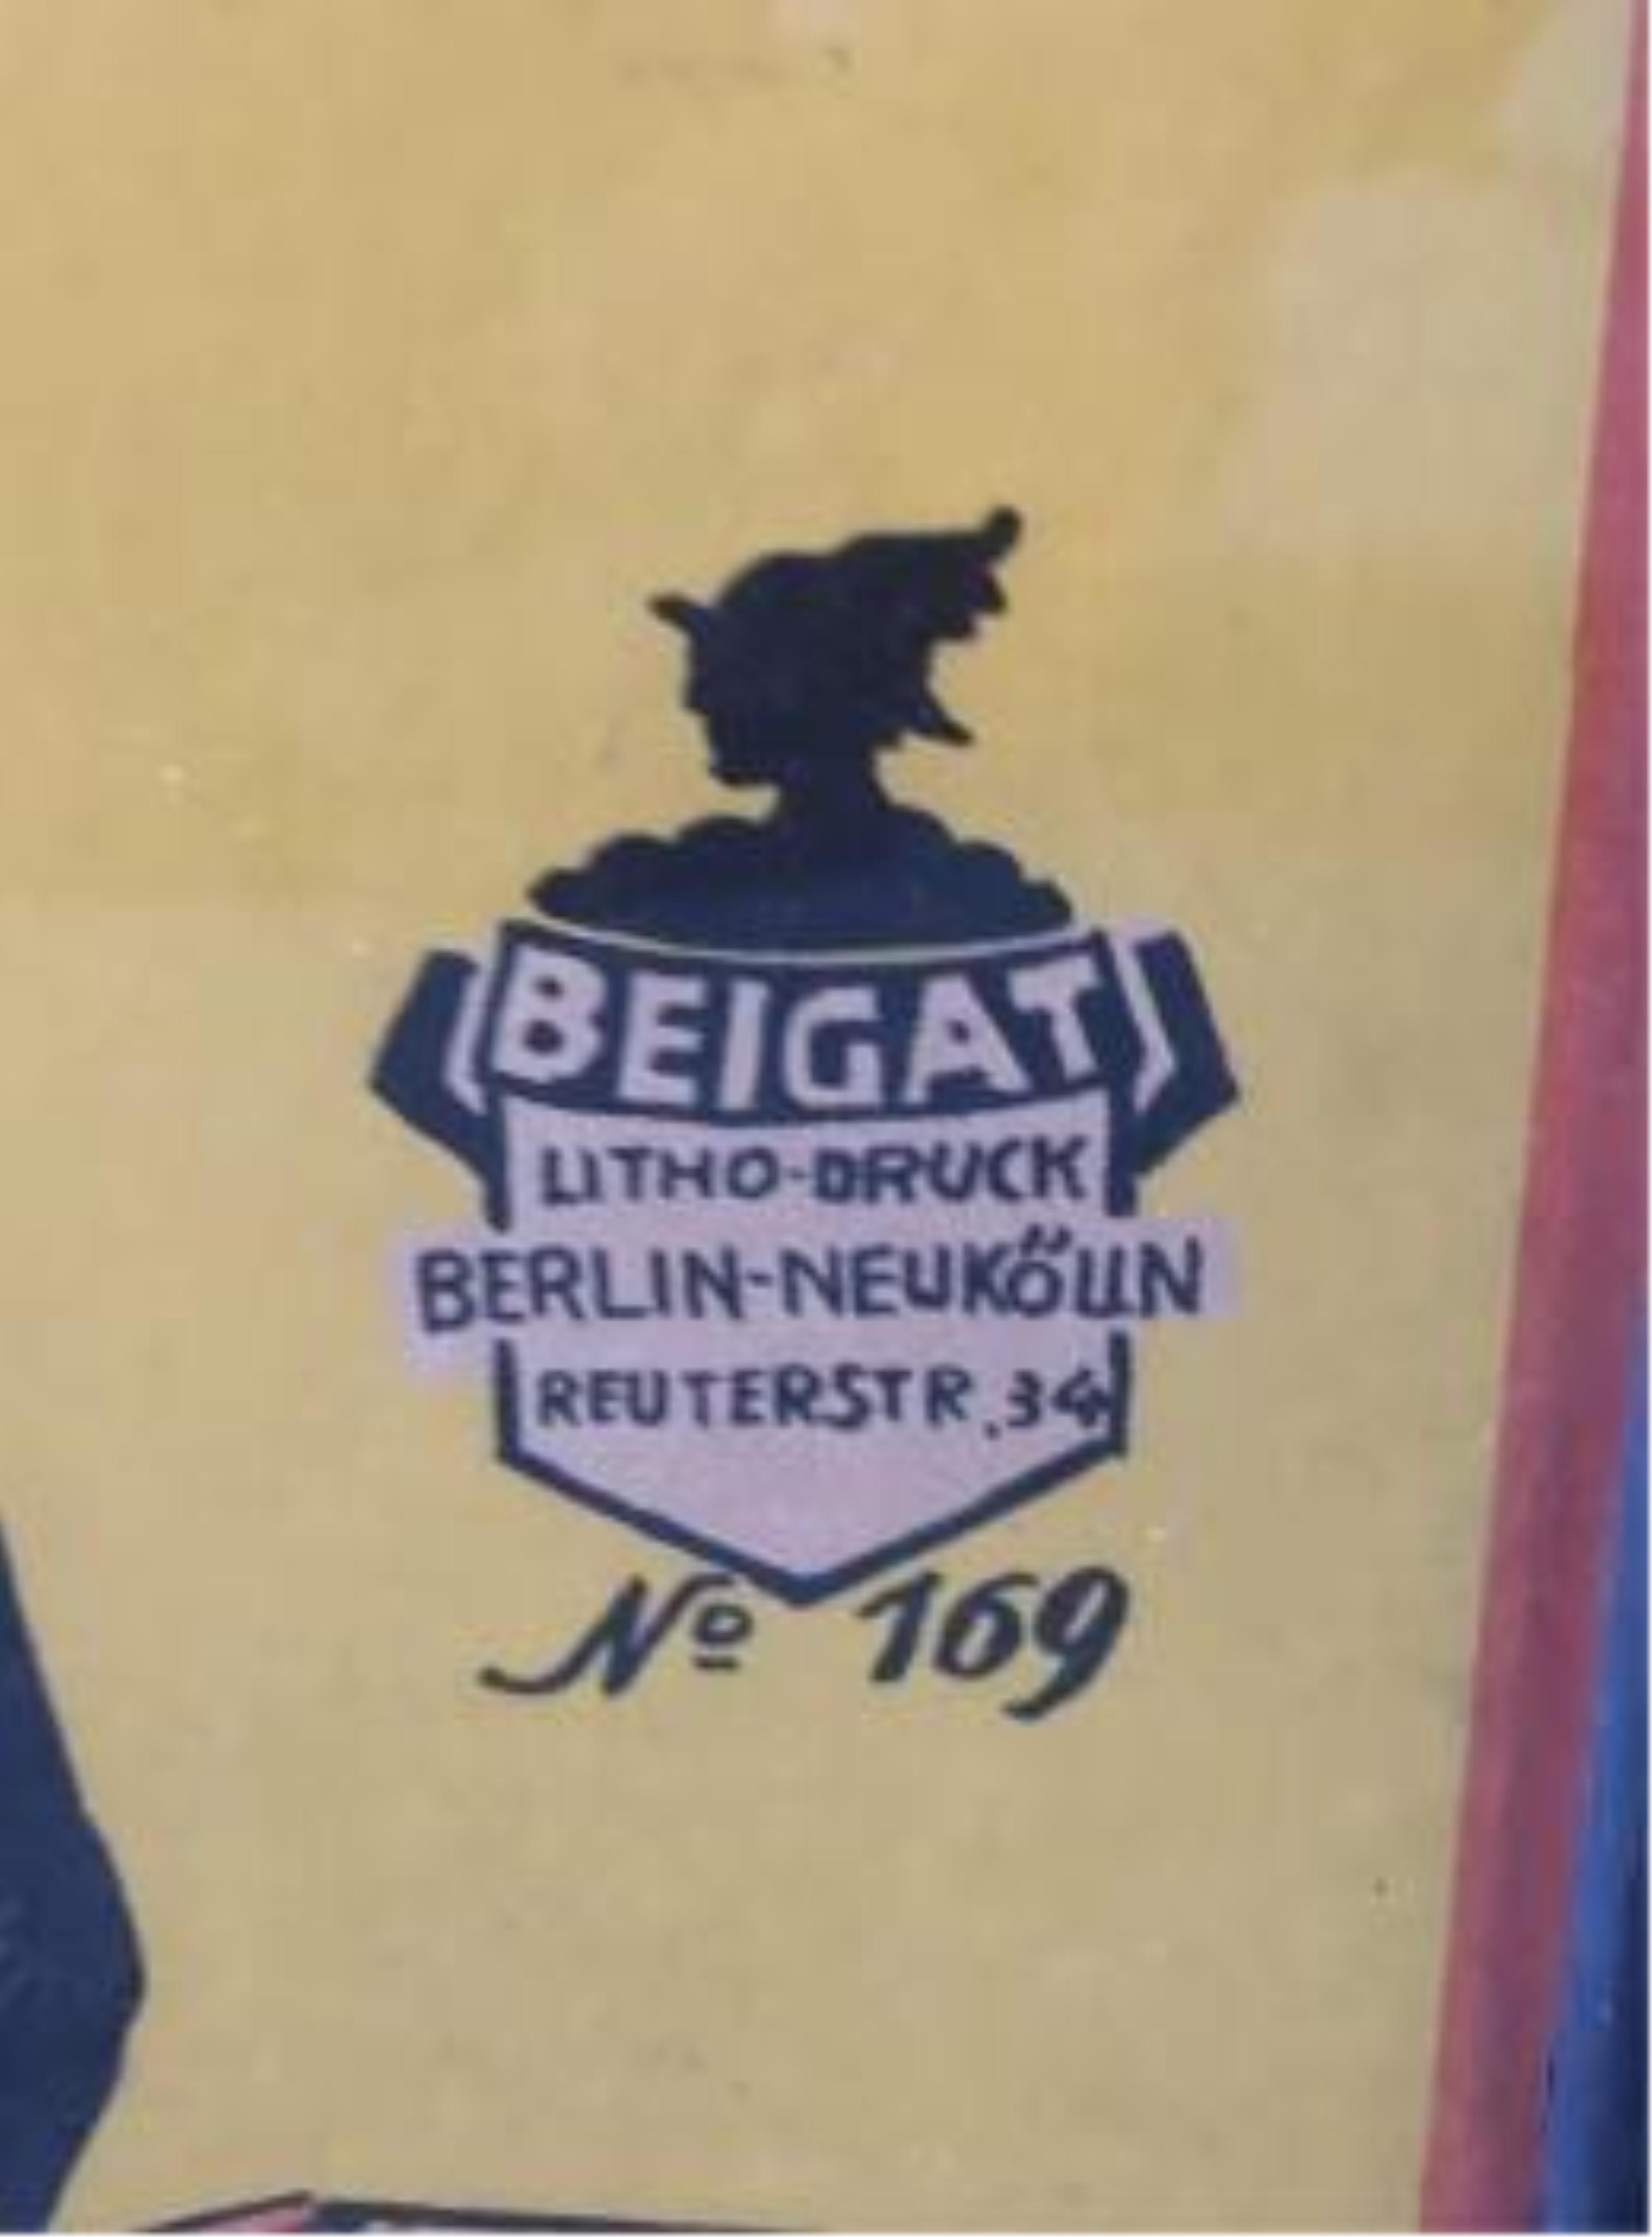 BEIGAT
LITHO-DRUCK
BERLIN-NEUKÖLLN
REUTERSTR. 34
Nº 169